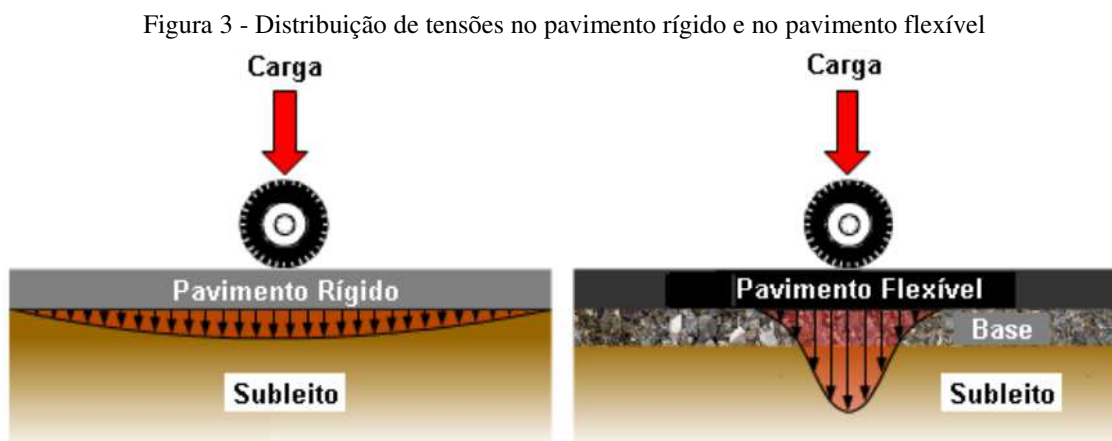 Figura 3 - Distribuição de tensões no pavimento rígido e no pavimento flexível
Carga
Pavimento Rígido
Subleito
Carga
Pavimento Flexível
Base
Subleito